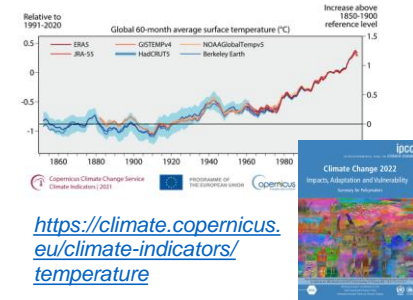 Relative to
1991-2020
Increase above
1850-1900
reference level
Global 60-month average surface temperature (°C)
ERA5
GISTEMPv4
NOAAGlobalTempv5
JRA-55
HadCRUT5
Berkeley Earth
0.5
0
-0.5
-1
1.5
1
0.5
0
1860
1880
1900
1920
1940
1960
1980
Copernicus Climate Change Service
Climate Indicators | 2021
PROGRAMME OF
THE EUROPEAN UNION
opernicus
ipcc
Climate Change 2022
Impacts, Adaptation and Vulnerability
Summary for Policymakers
https://climate.copernicus.
eu/climate-indicators/
temperature